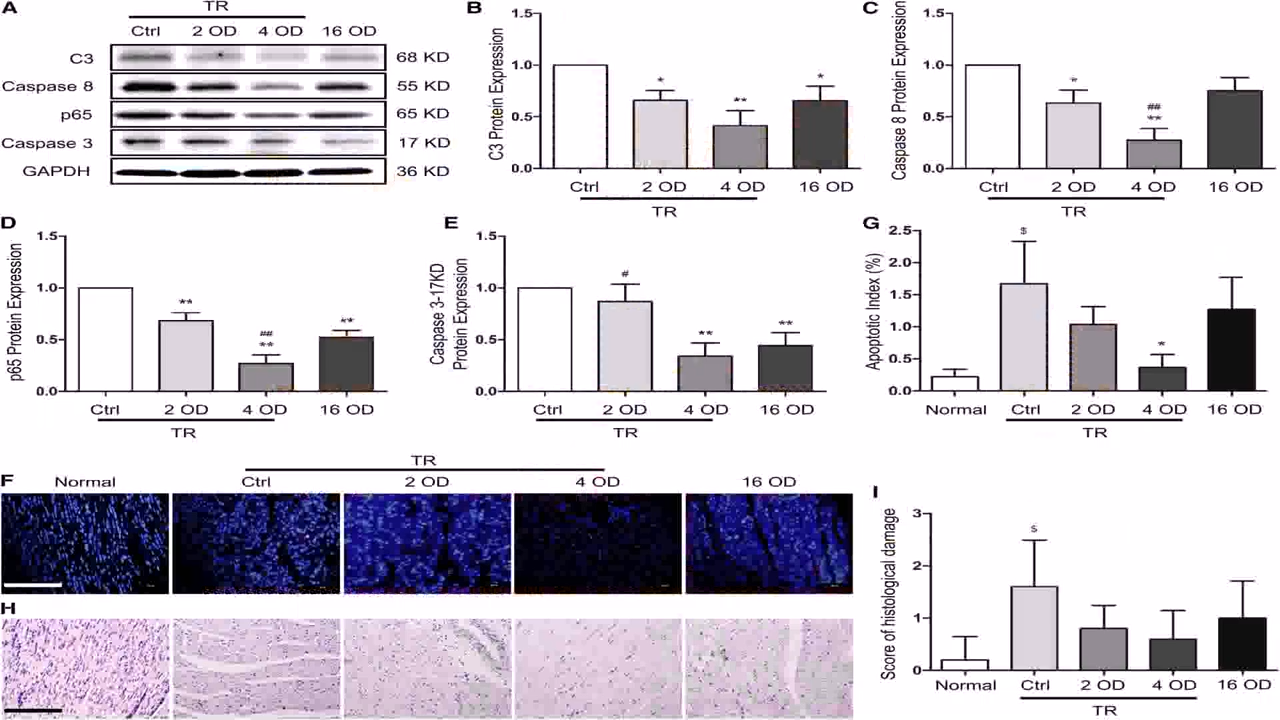 A
TR
Ctrl 2 OD 4 OD 16 OD
C3 68 KD
Caspase 8 55 KD
p65 65 KD
Caspase 3 17 KD
GAPDH 36 KD
B
C3 Protein Expression
1.5
1.0
0.5
0.0
* ** *
Ctrl 2 OD 4 OD 16 OD
TR
C
Caspase 8 Protein Expression
1.5
1.0
0.5
0.0
*
##
**
Ctrl 2 OD 4 OD 16 OD
TR
D
p65 Protein Expression
1.5
1.0
0.5
0.0
**
##
**
**
Ctrl 2 OD 4 OD 16 OD
TR
E
Caspase 3-17KD
Protein Expression
1.5
1.0
0.5
0.0
#
** **
Ctrl 2 OD 4 OD 16 OD
TR
G
Apoptotic Index (%)
2.5
2.0
1.5
1.0
0.5
0.0
$
*
Normal Ctrl 2 OD 4 OD 16 OD
TR
F
TR
Normal Ctrl 2 OD 4 OD 16 OD
H
I
Score of histological damage
3
2
1
0
$
Normal Ctrl 2 OD 4 OD 16 OD
TR